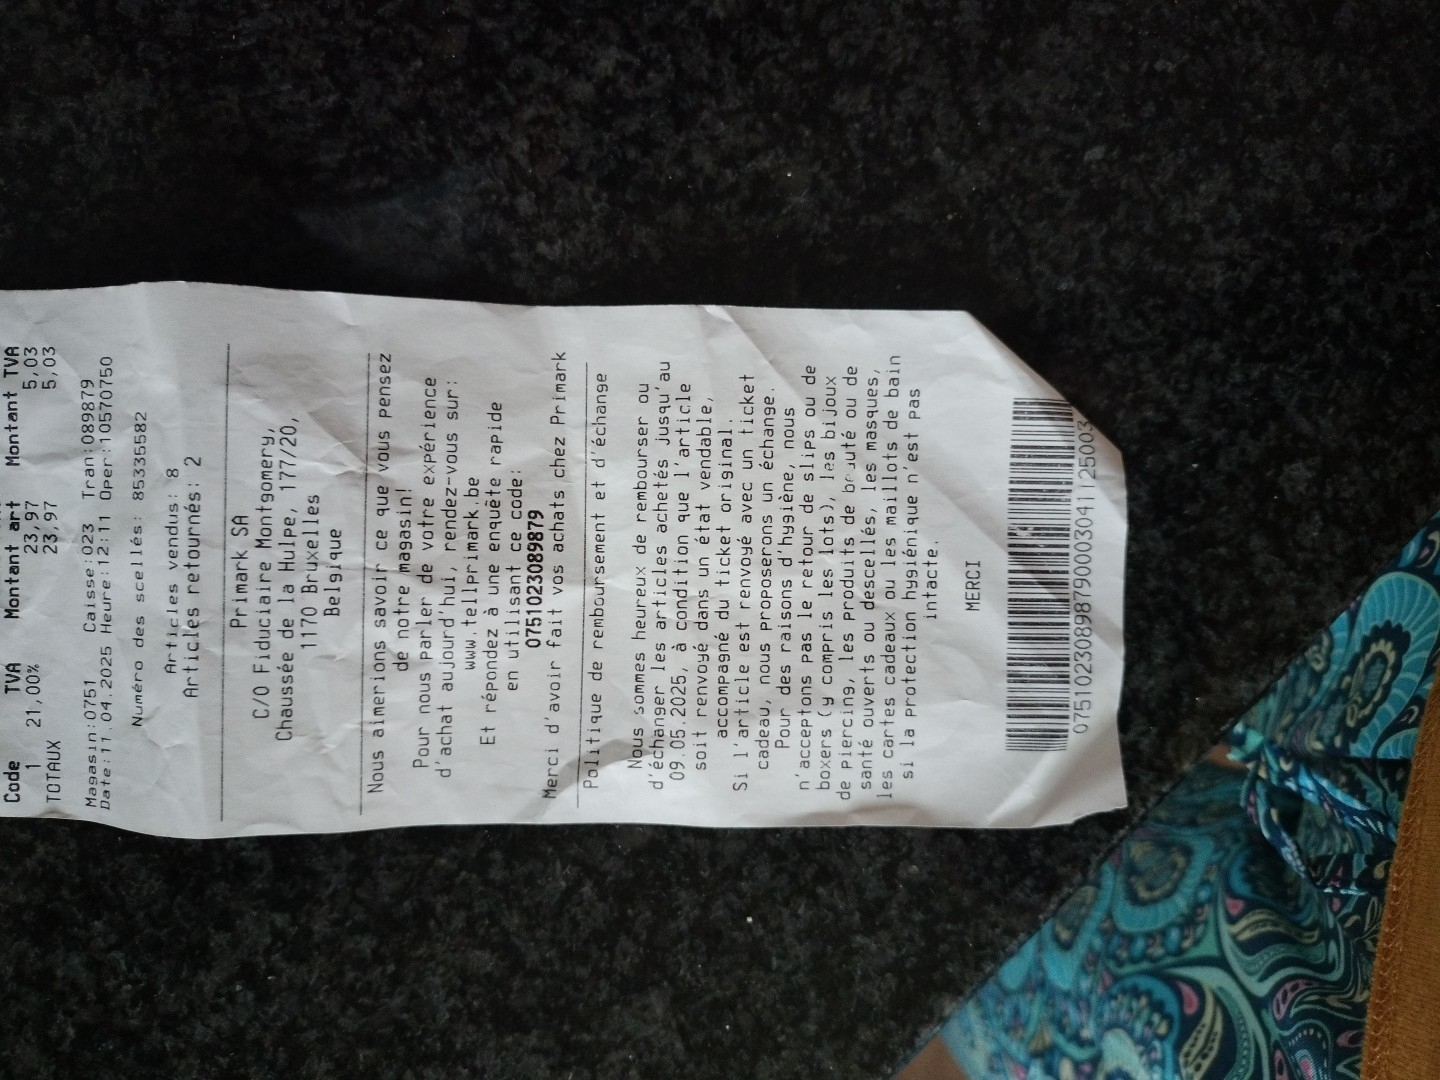 Code TVA Montant art Montant TVA
1 21,00% 23,97 5,03
TOTAUX 23,97 5,03
Magasin:0751 Caisse:023 Tran:089879
Date:11.04.2025 Heure:12:11 Oper:10570750
Numéro des scellés: 85335582
Articles vendus: 8
Articles retournés: 2
Primark SA
C/O Fiduciaire Montgomery,
Chaussée de la Hulpe, 177/20,
1170 Bruxelles
Belgique
Nous aimerions savoir ce que vous pensez
de notre magasin!
Pour nous parler de votre expérience
d'achat aujourd'hui, rendez-vous sur:
www.tellprimark.be
Et répondez à une enquête rapide
en utilisant ce code:
0751023089879
Merci d'avoir fait vos achats chez Primark
Politique de remboursement et d'échange
Nous sommes heureux de rembourser ou
d'échanger les articles achetés jusqu'au
09.05.2025, à condition que l'article
soit renvoyé dans un état vendable,
accompagné du ticket original.
Si l'article est renvoyé avec un ticket
cadeau, nous proposerons un échange.
Pour des raisons d'hygiène, nous
n'acceptons pas le retour de slips ou de
boxers (y compris les lots), les bijoux
de piercing, les produits de beauté ou de
santé ouverts ou descellés, les masques,
les cartes cadeaux ou les maillots de bain
si la protection hygiénique n'est pas
intacte.
MERCI
07510230898790003041125003